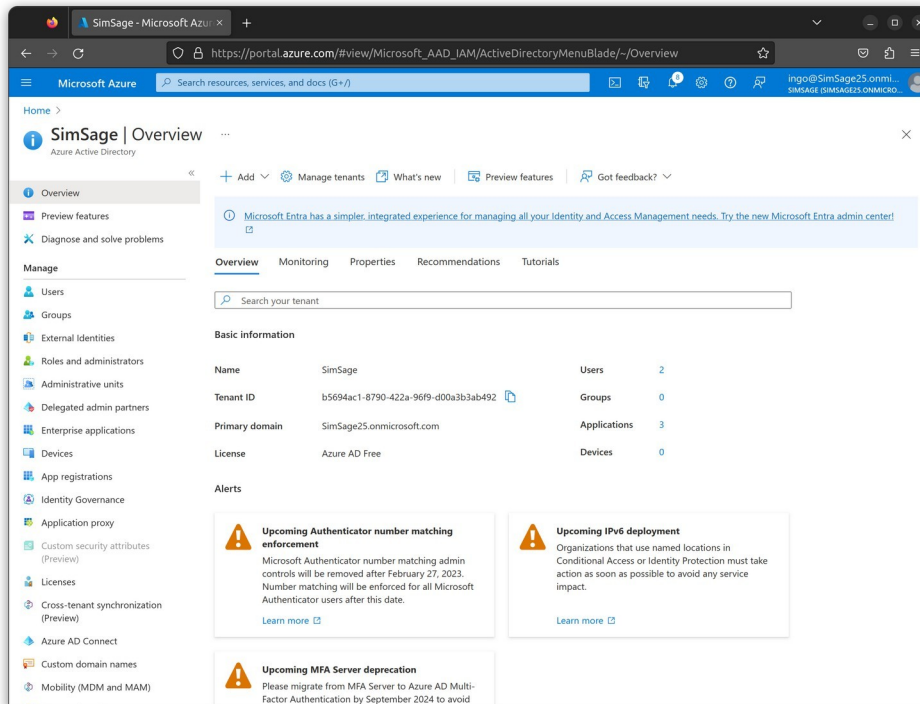 SimSage - Microsoft Azur
https://portal.azure.com/#view/Microsoft_AAD_IAM/ActiveDirectoryMenuBlade/~/Overview
Microsoft Azure
Search resources, services, and docs (G+/)
8
ingo@SimSage25.onmi...
SIMSAGE (SIMSAGE25.ONMICRO...
Home >
SimSage | Overview ...
Azure Active Directory
«
Overview
Preview features
Diagnose and solve problems
Manage
Users
Groups
External Identities
Roles and administrators
Administrative units
Delegated admin partners
Enterprise applications
Devices
App registrations
Identity Governance
Application proxy
Custom security attributes
(Preview)
Licenses
Cross-tenant synchronization
(Preview)
Azure AD Connect
Custom domain names
Mobility (MDM and MAM)
Add Manage tenants What's new Preview features Got feedback?
Microsoft Entra has a simpler, integrated experience for managing all your Identity and Access Management needs. Try the new Microsoft Entra admin center!
Overview Monitoring Properties Recommendations Tutorials
Search your tenant
Basic information
Name SimSage Users 2
Tenant ID b5694ac1-8790-422a-96f9-d00a3b3ab492 Groups 0
Primary domain SimSage25.onmicrosoft.com Applications 3
License Azure AD Free Devices 0
Alerts
Upcoming Authenticator number matching
enforcement
Microsoft Authenticator number matching admin
controls will be removed after February 27, 2023.
Number matching will be enforced for all Microsoft
Authenticator users after this date.
Learn more
Upcoming IPv6 deployment
Organizations that use named locations in
Conditional Access or Identity Protection must take
action as soon as possible to avoid any service
impact.
Learn more
Upcoming MFA Server deprecation
Please migrate from MFA Server to Azure AD Multi-
Factor Authentication by September 2024 to avoid